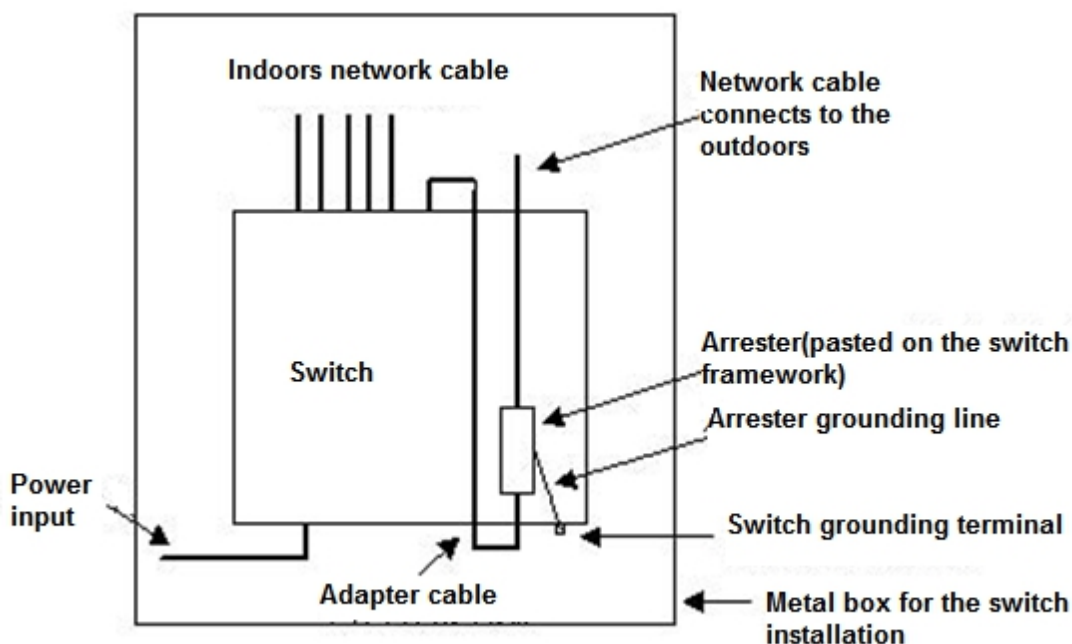 Indoors network cable
Network cable
connects to the
outdoors
Switch
Arrester(pasted on the switch
framework)
Arrester grounding line
Power
input
Switch grounding terminal
Adapter cable
Metal box for the switch
installation